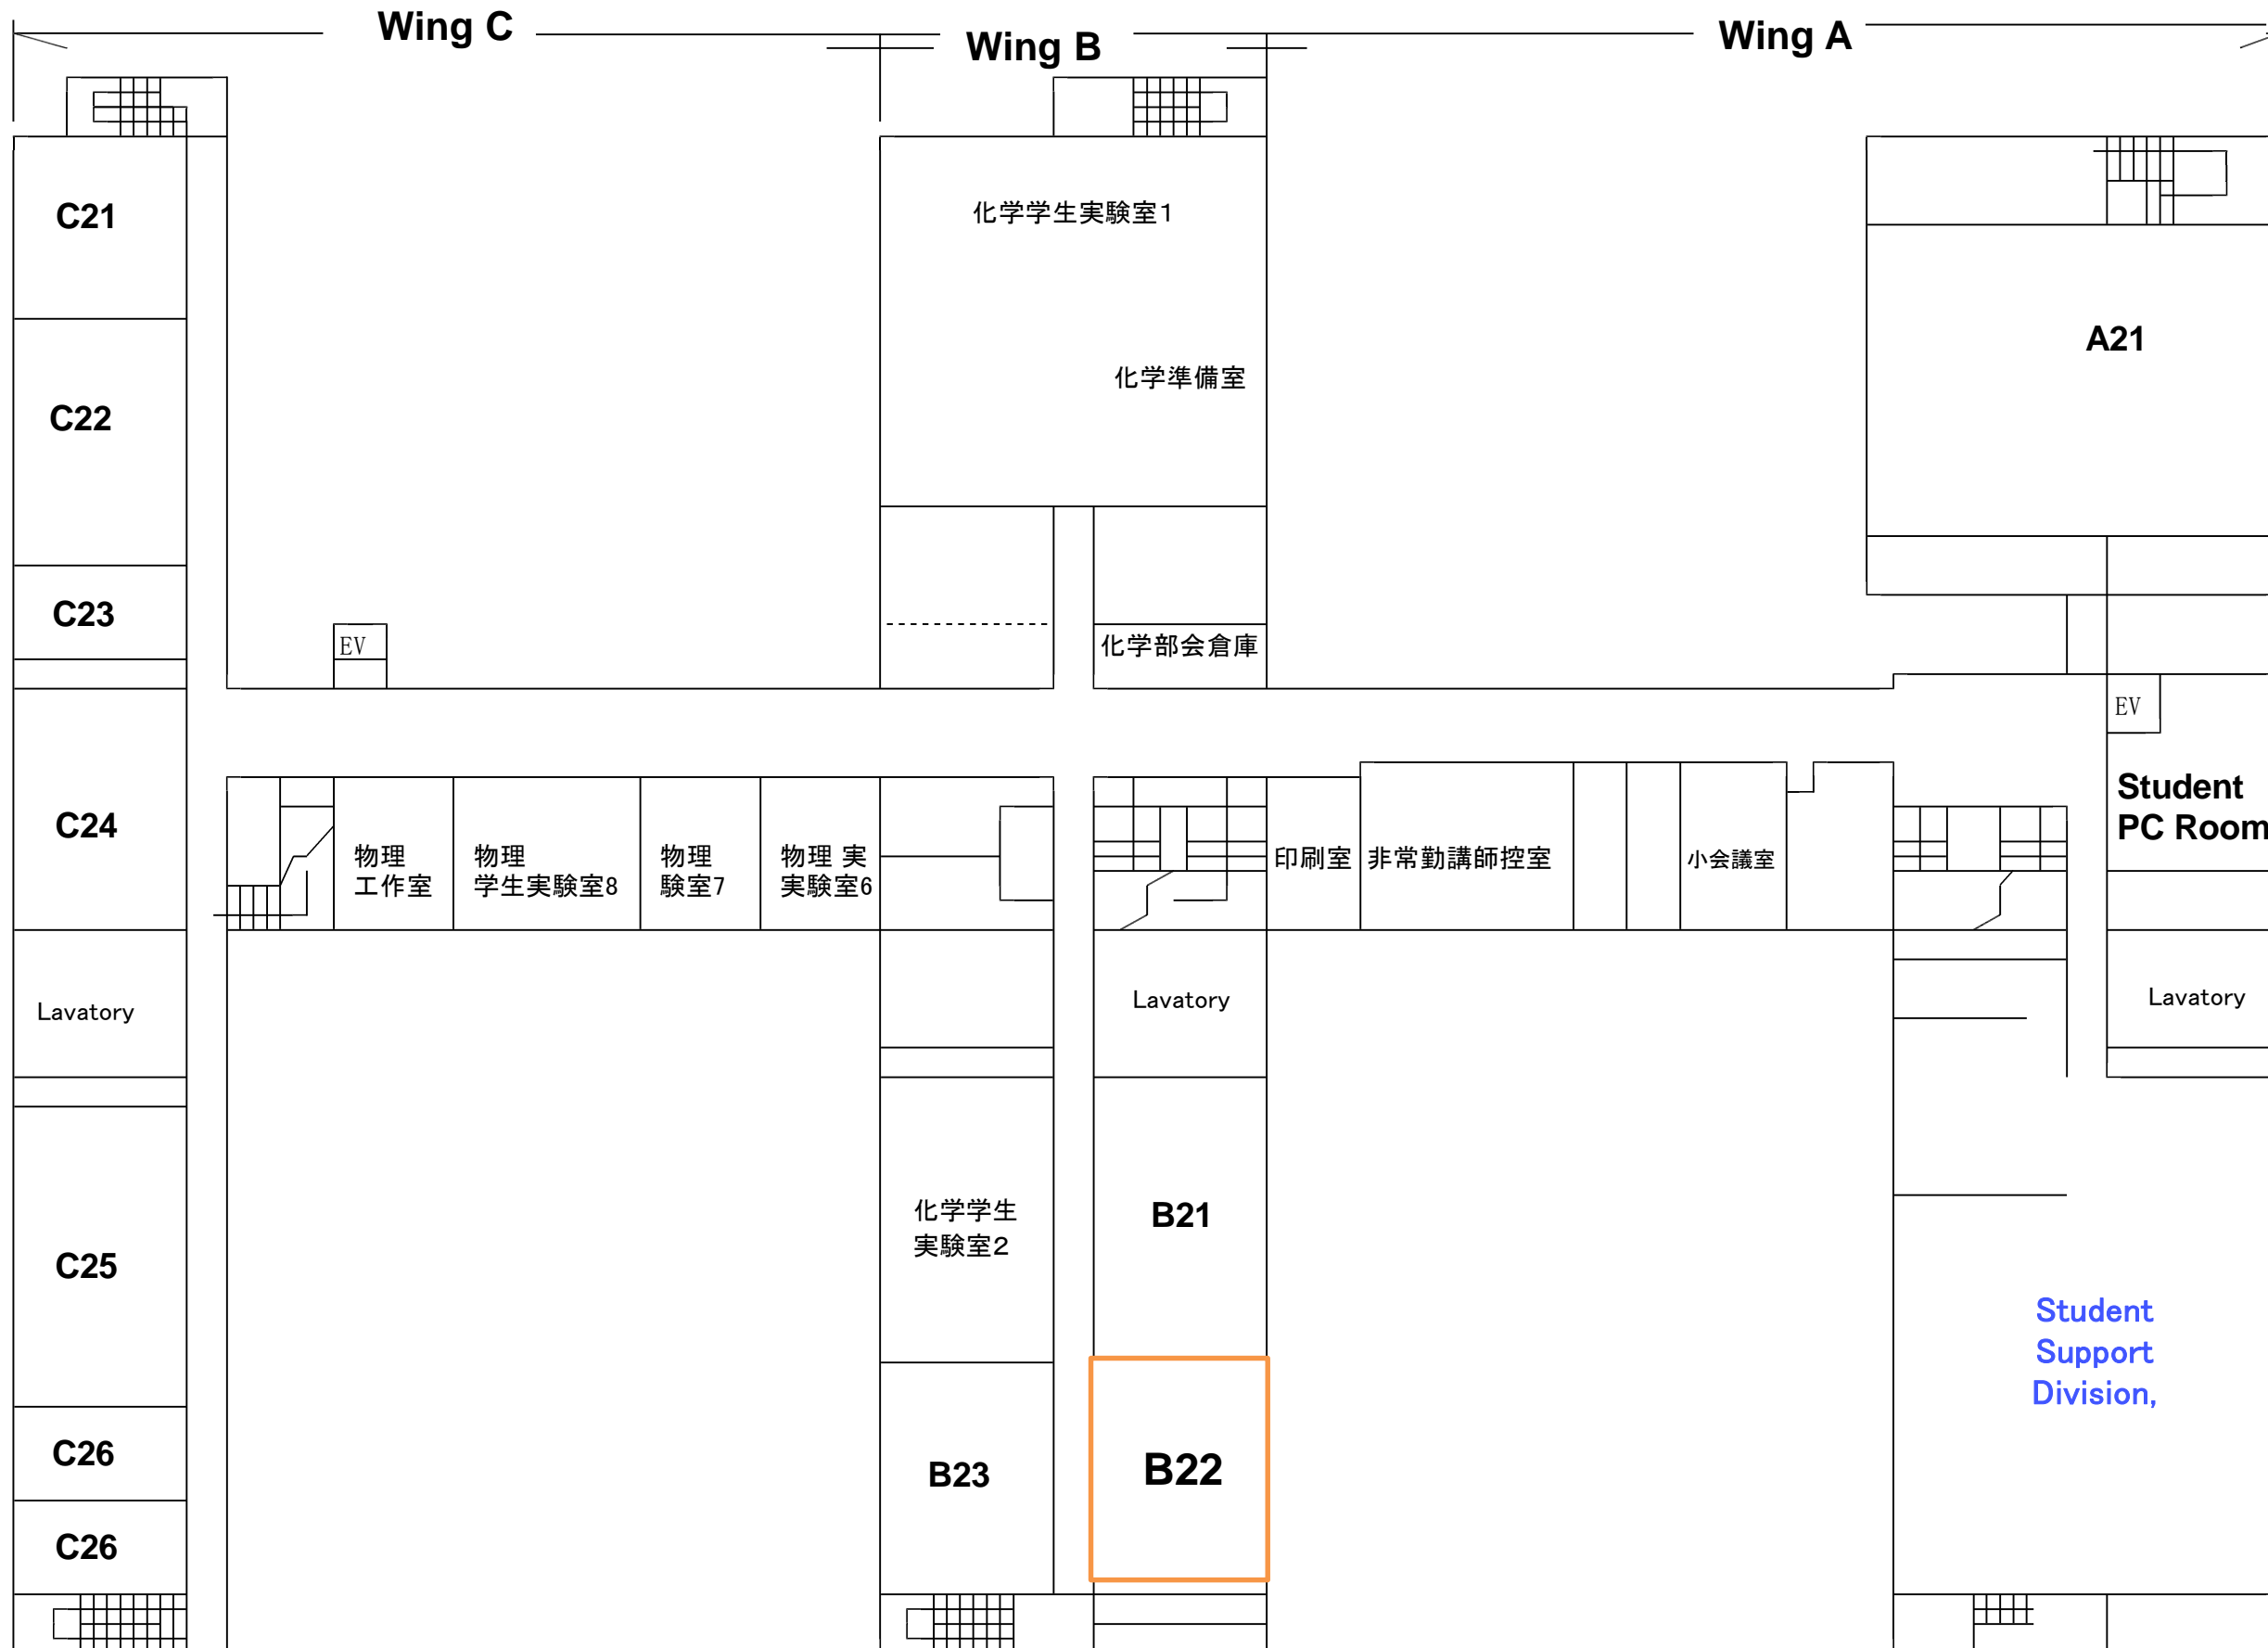 Wing C
Wing B
Wing A
C21
化学学生実験室1
A21
化学準備室
C22
C23
EV
化学部会倉庫
EV
Student
PC Room
C24
物理
工作室
物理
学生実験室8
物理
験室7
物理 実
実験室6
印刷室
非常勤講師控室
小会議室
Lavatory
Lavatory
Lavatory
化学学生
実験室2
B21
C25
Student
Support
Division,
C26
B23
B22
C26